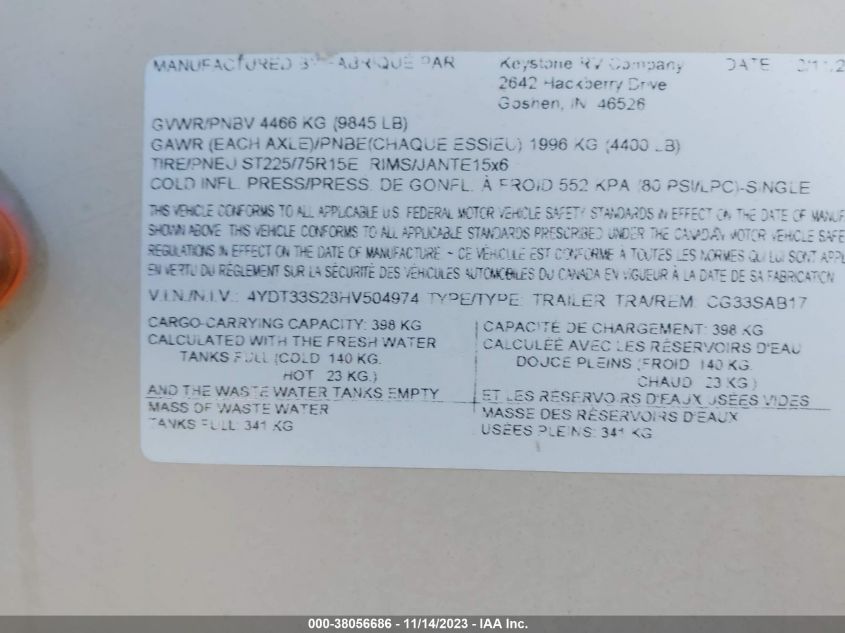 MANUFACTURED BY FABRIQUE PAR Keystone RV Company DATE
2642 Hackberry Drive
Goshen, IN 46526
GVWR/PNBV 4466 KG (9845 LB)
GAWR (EACH AXLE)/PNBE(CHAQUE ESSIEU) 1996 KG (4400 LB)
TIRE/PNEU ST225/75R15E RIMS/JANTE15x6
COLD INFL. PRESS/PRESS. DE GONFL. À FROID 552 KPA (80 PSI/LPC)-SINGLE
THIS VEHICLE CONFORMS TO ALL APPLICABLE U.S. FEDERAL MOTOR VEHICLE SAFETY STANDARDS IN EFFECT ON THE DATE OF MANUF
SHOWN ABOVE. THIS VEHICLE CONFORMS TO ALL APPLICABLE STANDARDS PRESCRIBED UNDER THE CANADIAN MOTOR VEHICLE SAFE
REGULATIONS IN EFFECT ON THE DATE OF MANUFACTURE. ~ CE VÉHICULE EST CONFORME À TOUTES LES NORMES QUI LUI SONT APPL
EN VERTU DU RÈGLEMENT SUR LA SÉCURITÉ DES VÉHICULES AUTOMOBILES DU CANADA EN VIGUEUR À LA DATE DE SA FABRICATION
V.I.N./N.I.V.: 4YDT33S28HV504974 TYPE/TYPE: TRAILER TRA/REM. CG33SAB17
CARGO-CARRYING CAPACITY: 398 KG
CALCULATED WITH THE FRESH WATER
TANKS FULL (COLD 140 KG.
HOT 23 KG.)
AND THE WASTE WATER TANKS EMPTY
MASS OF WASTE WATER
TANKS FULL: 341 KG
CAPACITÉ DE CHARGEMENT: 398 KG
CALCULÉE AVEC LES RÉSERVOIRS D'EAU
DOUCE PLEINS (FROID 140 KG.
CHAUD 23 KG.)
ET LES RÉSERVOIRS D'EAUX USÉES VIDES
MASSE DES RÉSERVOIRS D'EAUX
USÉES PLEINS: 341 KG
000-38056686 - 11/14/2023 - IAA Inc.